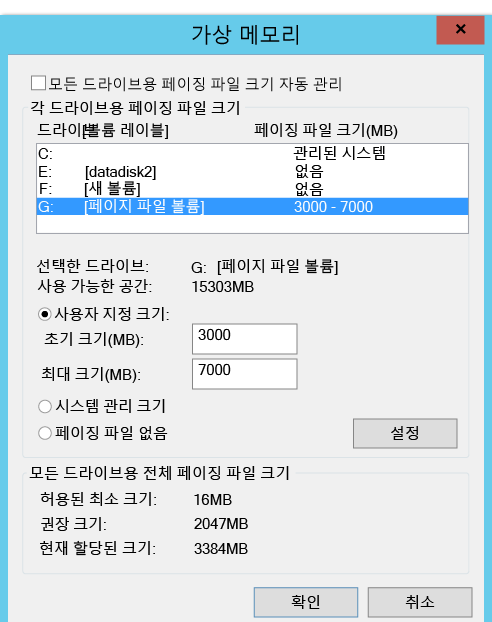 가상 메모리
모든 드라이브용 페이징 파일 크기 자동 관리
각 드라이브용 페이징 파일 크기
드라이브 [볼륨 레이블] 페이징 파일 크기(MB)
C: 관리된 시스템
E: [datadisk2] 없음
F: [새 볼륨] 없음
G: [페이지 파일 볼륨] 3000 - 7000
선택한 드라이브: G: [페이지 파일 볼륨]
사용 가능한 공간: 15303MB
사용자 지정 크기:
초기 크기(MB): 3000
최대 크기(MB): 7000
시스템 관리 크기
페이징 파일 없음 설정
모든 드라이브용 전체 페이징 파일 크기
허용된 최소 크기: 16MB
권장 크기: 2047MB
현재 할당된 크기: 3384MB
확인 취소